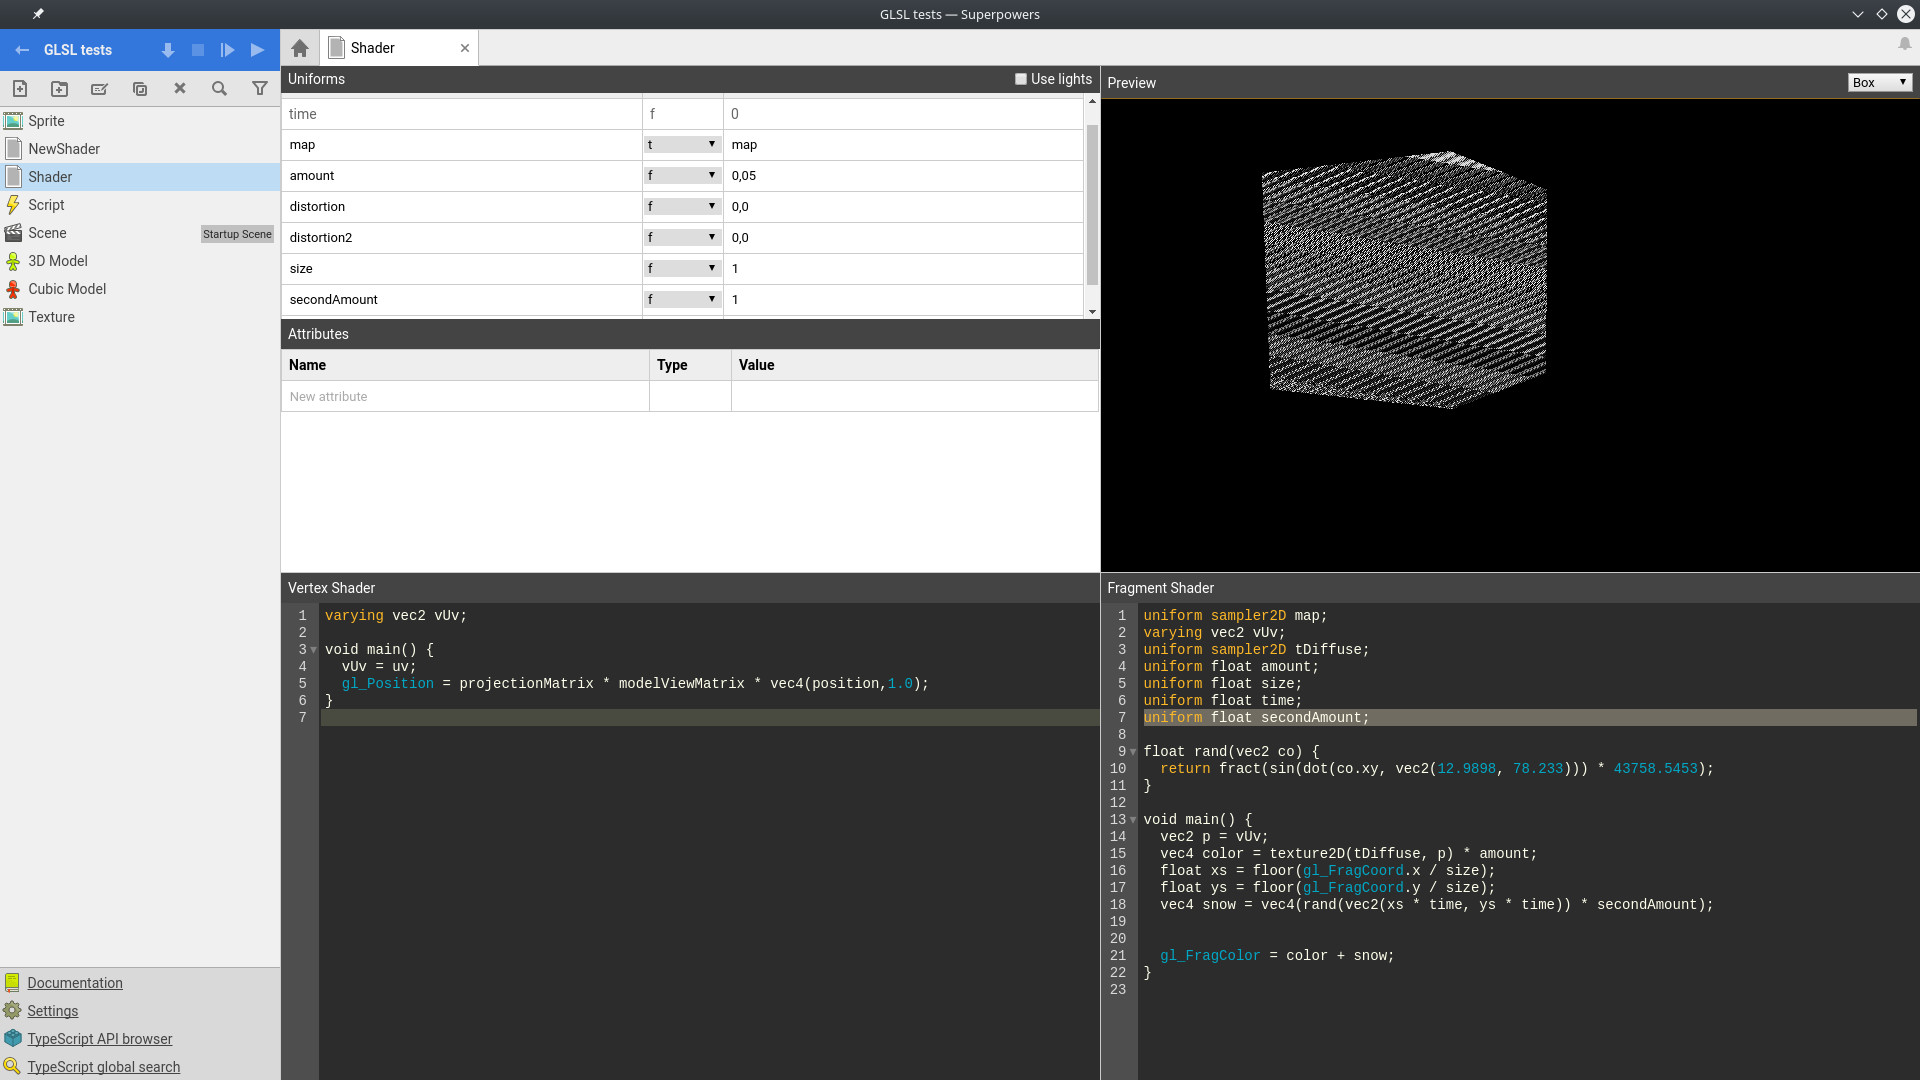 GLSL tests — Superpowers
GLSL tests
Shader
Sprite
NewShader
Shader
Script
Scene
Startup Scene
3D Model
Cubic Model
Texture
Documentation
Settings
TypeScript API browser
TypeScript global search
Uniforms
Use lights
time f 0
map t map
amount f 0,05
distortion f 0,0
distortion2 f 0,0
size f 1
secondAmount f 1
Attributes
Name Type Value
New attribute
Preview
Box
Vertex Shader
1 varying vec2 vUv;
2
3 void main() {
4   vUv = uv;
5   gl_Position = projectionMatrix * modelViewMatrix * vec4(position,1.0);
6 }
7
Fragment Shader
1 uniform sampler2D map;
2 varying vec2 vUv;
3 uniform sampler2D tDiffuse;
4 uniform float amount;
5 uniform float size;
6 uniform float time;
7 uniform float secondAmount;
8
9 float rand(vec2 co) {
10   return fract(sin(dot(co.xy, vec2(12.9898, 78.233))) * 43758.5453);
11 }
12
13 void main() {
14   vec2 p = vUv;
15   vec4 color = texture2D(tDiffuse, p) * amount;
16   float xs = floor(gl_FragCoord.x / size);
17   float ys = floor(gl_FragCoord.y / size);
18   vec4 snow = vec4(rand(vec2(xs * time, ys * time)) * secondAmount);
19
20
21   gl_FragColor = color + snow;
22 }
23